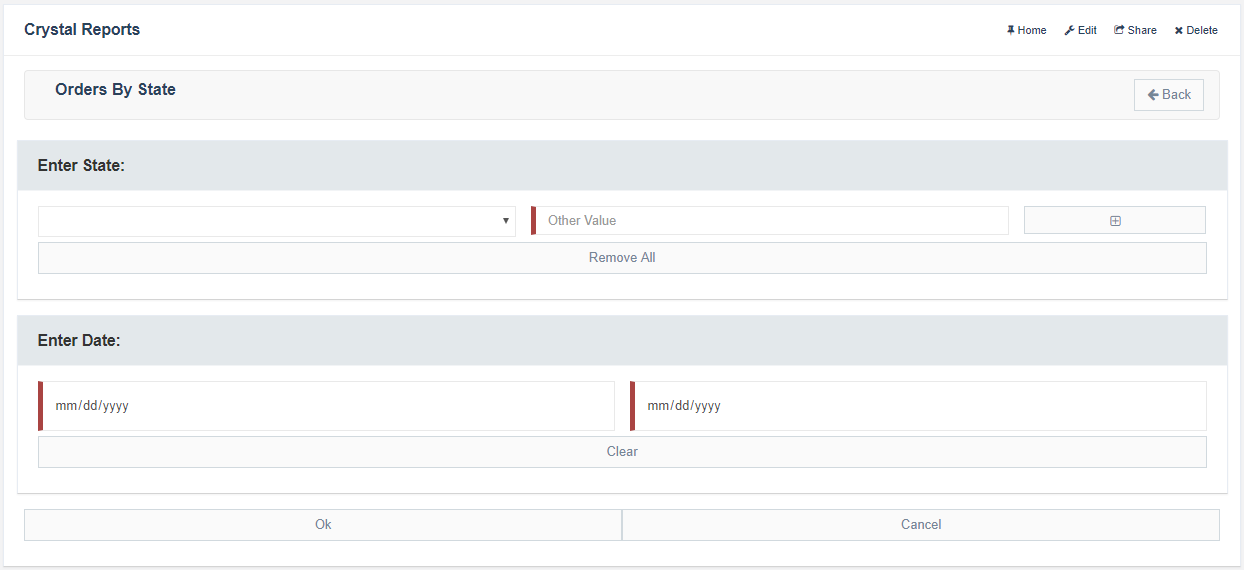 Crystal Reports
Home Edit Share Delete
Orders By State
Back
Enter State:
Other Value
Remove All
Enter Date:
mm/dd/yyyy mm/dd/yyyy
Clear
Ok Cancel